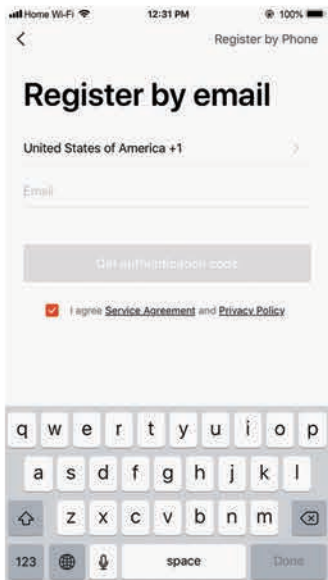 Home Wi-Fi 12:31 PM 100%
Register by Phone
Register by email
United States of America +1
Email
Get authentication code
I agree Service Agreement and Privacy Policy
q w e r t y u i o p
a s d f g h j k l
z x c v b n m
123 space Done